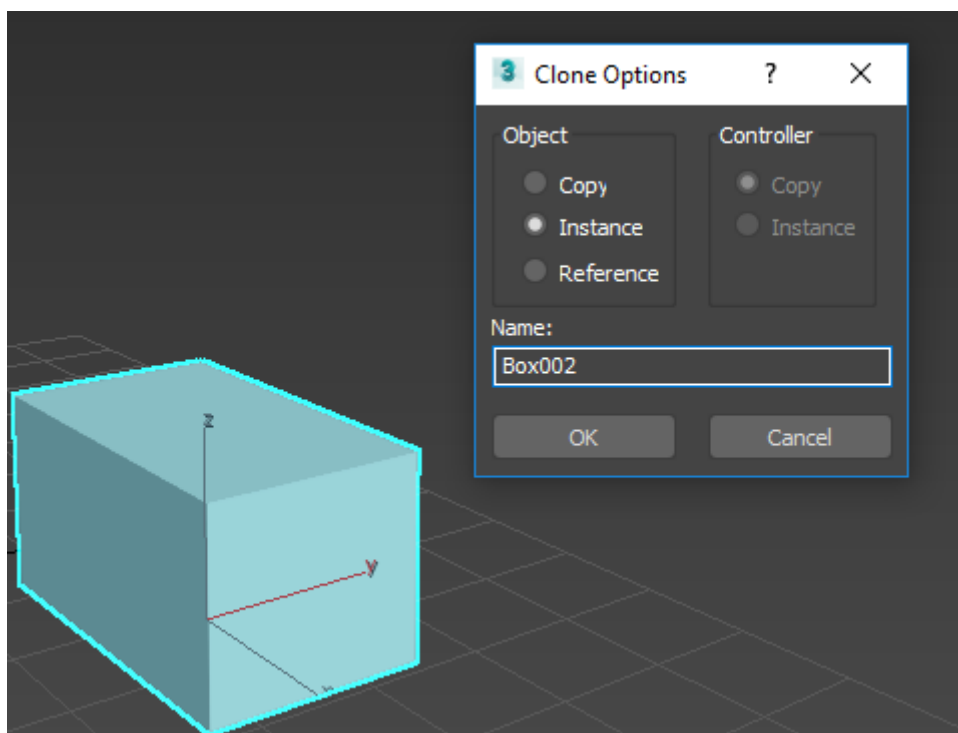 3 Clone Options ?
Object
Controller
Copy
Copy
Instance
Instance
Reference
Name:
Box002
OK
Cancel
z
y